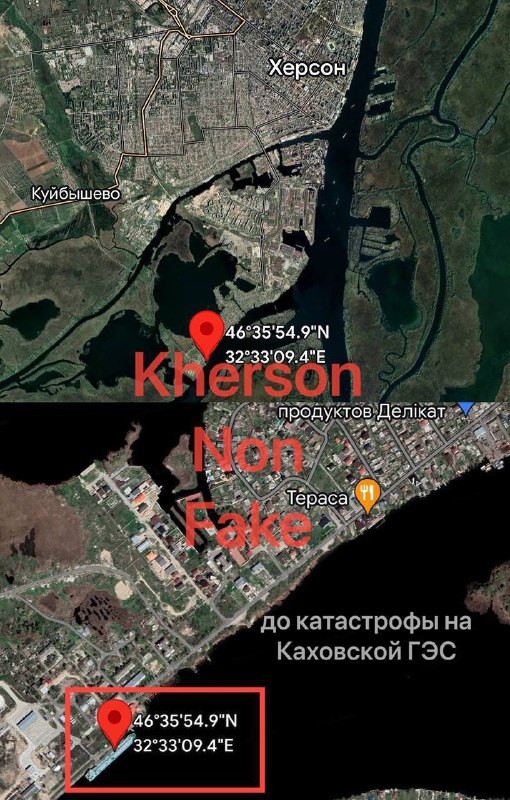 Херсон
Куйбышево
46°35'54.9"N
32°33'09.4"E
Kherson
Non
Fake
продуктов Делікат
Тераса
до катастрофы на
Каховской ГЭС
46°35'54.9"N
32°33'09.4"E